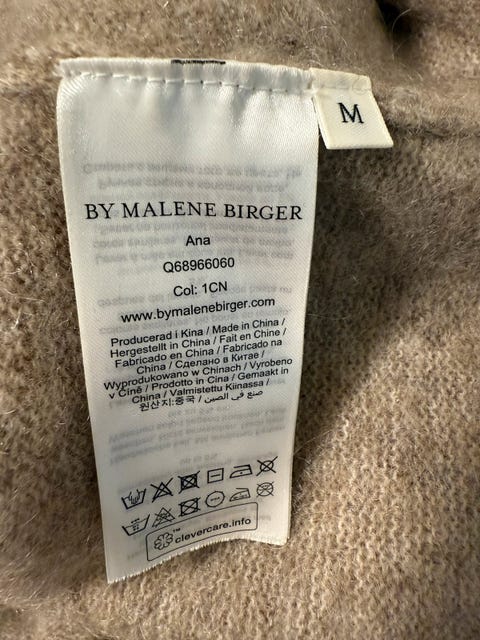 M
BY MALENE BIRGER
Ana
Q68966060
Col: 1CN
www.bymalenebirger.com
Producerad i Kina / Made in China /
Hergestellt in China / Fait en Chine /
Fabricado en China / Fabricado na
China / Сделано в Китае /
Wyprodukowano w Chinach / Vyrobeno
v Číně / Prodotto in Cina / Gemaakt in
China / Valmistettu Kiinassa /
원산지:중국 / صنع في الصين
clevercare.info